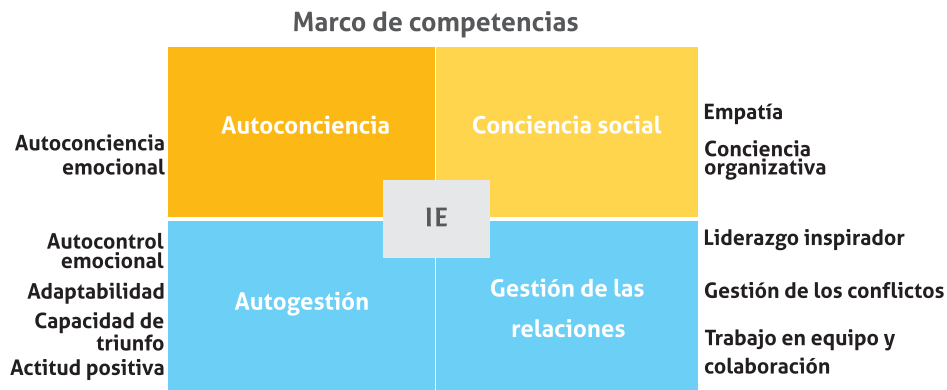 Marco de competencias
Autoconciencia
Conciencia social
Autoconciencia
emocional
Empatía
Conciencia
organizativa
IE
Autocontrol
emocional
Adaptabilidad
Capacidad de
triunfo
Actitud positiva
Autogestión
Gestión de las
relaciones
Liderazgo inspirador
Gestión de los conflictos
Trabajo en equipo y
colaboración